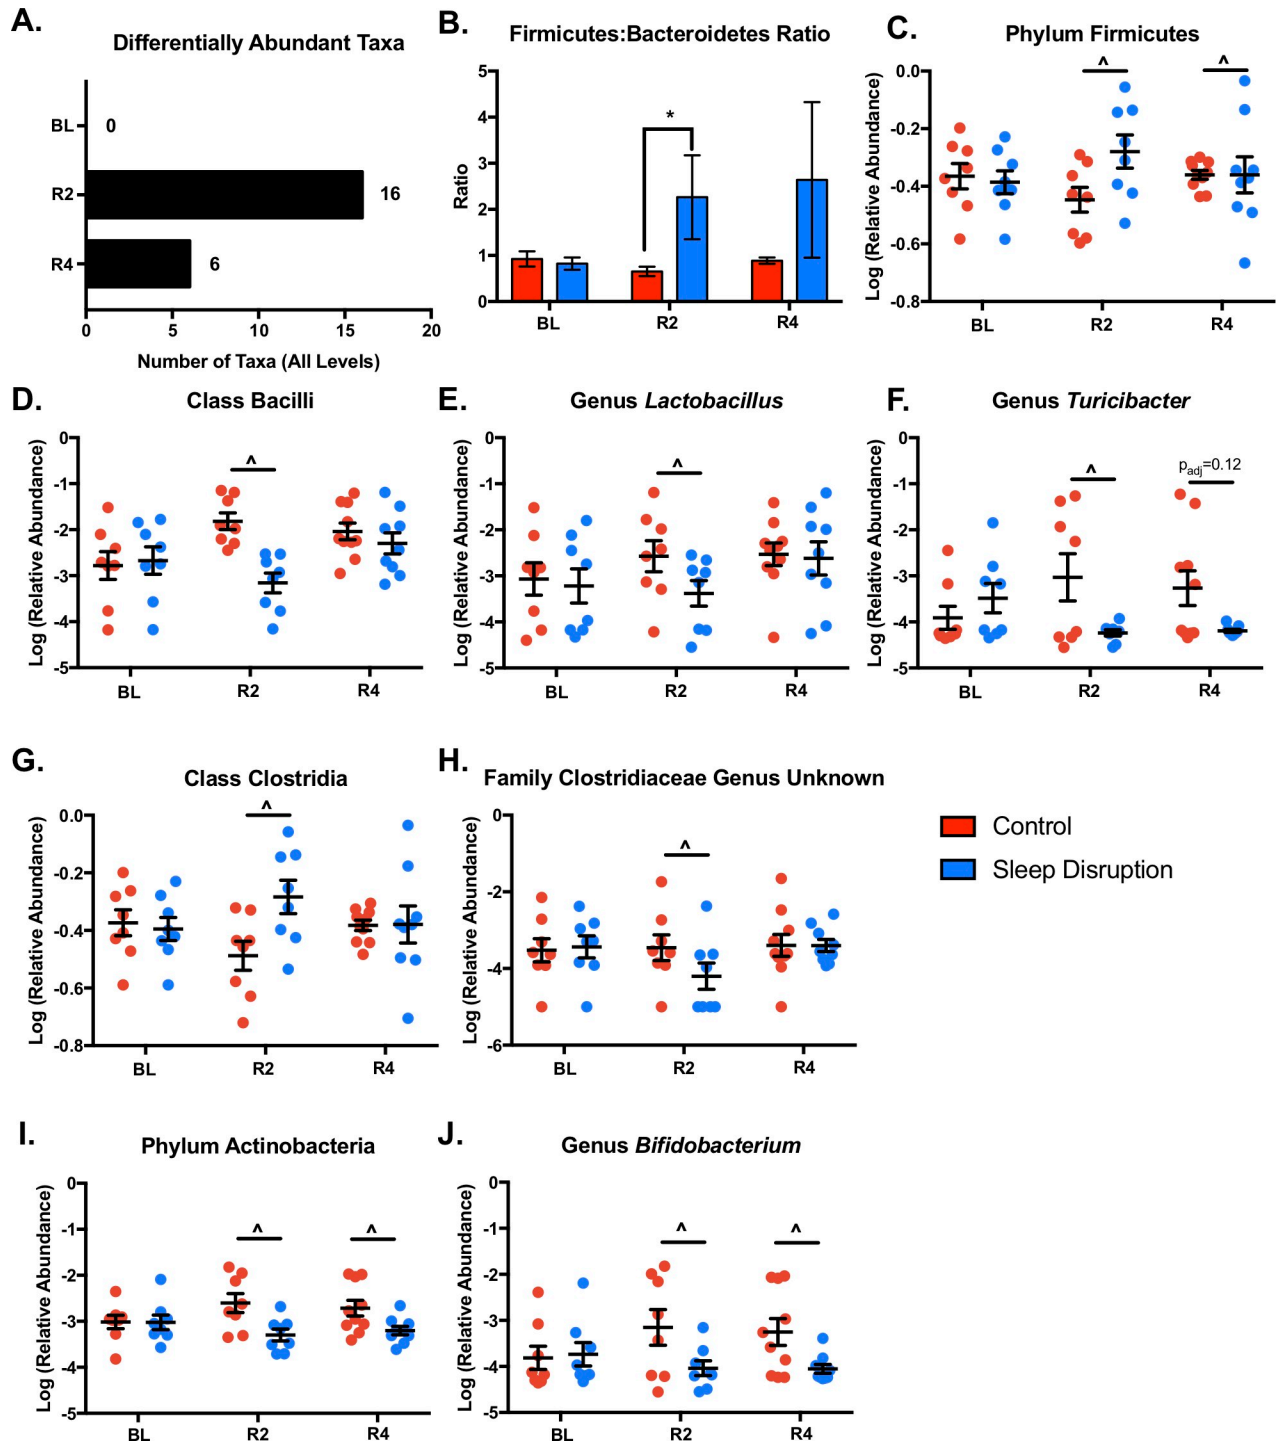 A.
Differentially Abundant Taxa
BL
0
R2
16
R4
6
0 5 10 15 20
Number of Taxa (All Levels)
B.
Firmicutes:Bacteroidetes Ratio
Ratio
5
4
3
2
1
0
*
BL R2 R4
C.
Phylum Firmicutes
Log (Relative Abundance)
0.0
-0.2
-0.4
-0.6
-0.8
^ ^
BL R2 R4
D.
Class Bacilli
Log (Relative Abundance)
0
-1
-2
-3
-4
-5
^
BL R2 R4
E.
Genus Lactobacillus
Log (Relative Abundance)
0
-1
-2
-3
-4
-5
^
BL R2 R4
F.
Genus Turicibacter
Log (Relative Abundance)
0
-1
-2
-3
-4
-5
^
padj=0.12
BL R2 R4
G.
Class Clostridia
Log (Relative Abundance)
0.0
-0.2
-0.4
-0.6
-0.8
^
BL R2 R4
H.
Family Clostridiaceae Genus Unknown
Log (Relative Abundance)
0
-2
-4
-6
^
BL R2 R4
Control
Sleep Disruption
I.
Phylum Actinobacteria
Log (Relative Abundance)
0
-1
-2
-3
-4
-5
^ ^
BL R2 R4
J.
Genus Bifidobacterium
Log (Relative Abundance)
0
-1
-2
-3
-4
-5
^ ^
BL R2 R4